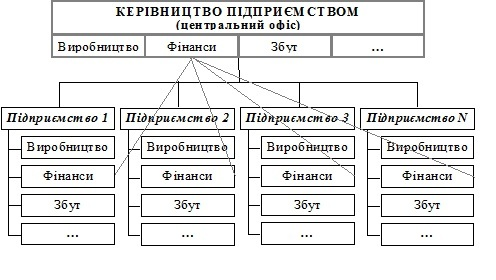 КЕРІВНИЦТВО ПІДПРИЄМСТВОМ
(центральний офіс)
Виробництво Фінанси Збут ...
Підприємство 1 Підприємство 2 Підприємство 3 Підприємство N
Виробництво Виробництво Виробництво Виробництво
Фінанси Фінанси Фінанси Фінанси
Збут Збут Збут Збут
... ... ... ...